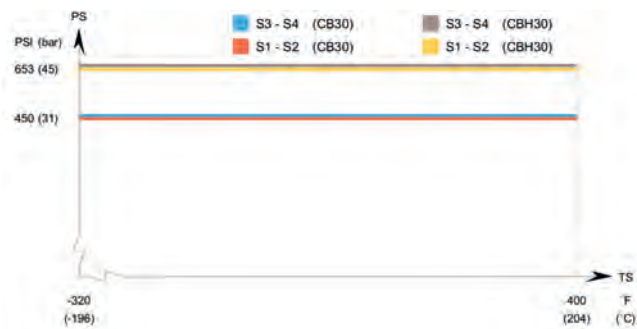 PS
PSI (bar)
S3 - S4 (CB30)
S3 - S4 (CBH30)
S1 - S2 (CB30)
S1 - S2 (CBH30)
653 (45)
450 (31)
TS
-320
400
°F
(-196)
(204)
(°C)